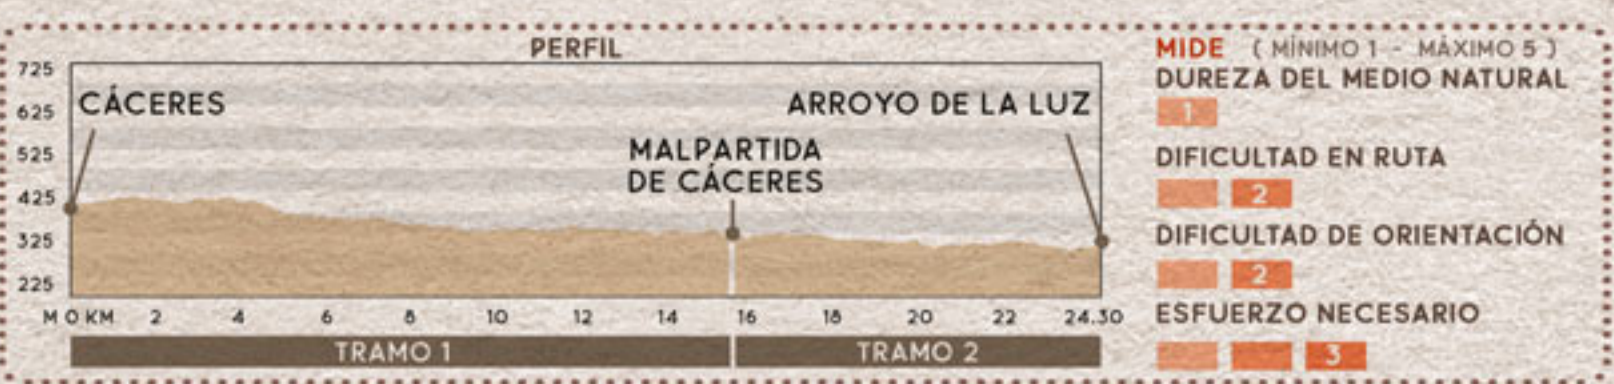 PERFIL
725
625
525
425
325
225
CÁCERES
MALPARTIDA
DE CÁCERES
ARROYO DE LA LUZ
M 0 KM 2 4 6 8 10 12 14 16 18 20 22 24.30
TRAMO 1 TRAMO 2
MIDE ( MÍNIMO 1 - MÁXIMO 5 )
DUREZA DEL MEDIO NATURAL
1
DIFICULTAD EN RUTA
2
DIFICULTAD DE ORIENTACIÓN
2
ESFUERZO NECESARIO
3